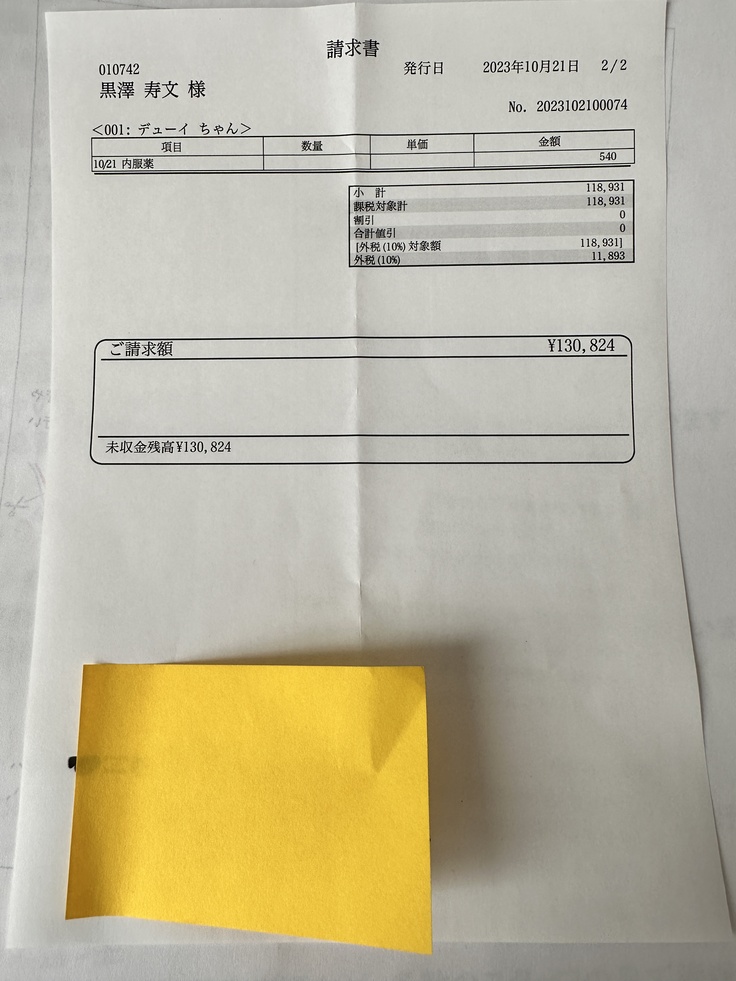 請求書
010742 発行日 2023年10月21日 2/2
黒澤 寿文 様
No. 2023102100074
<001: デューイ ちゃん>
項目 数量 単価 金額
10/21 内服薬 540
小 計 118,931
課税対象計 118,931
割引 0
合計値引 0
[外税(10%)対象額 118,931]
外税(10%) 11,893
ご請求額 ¥130,824
未収金残高¥130,824